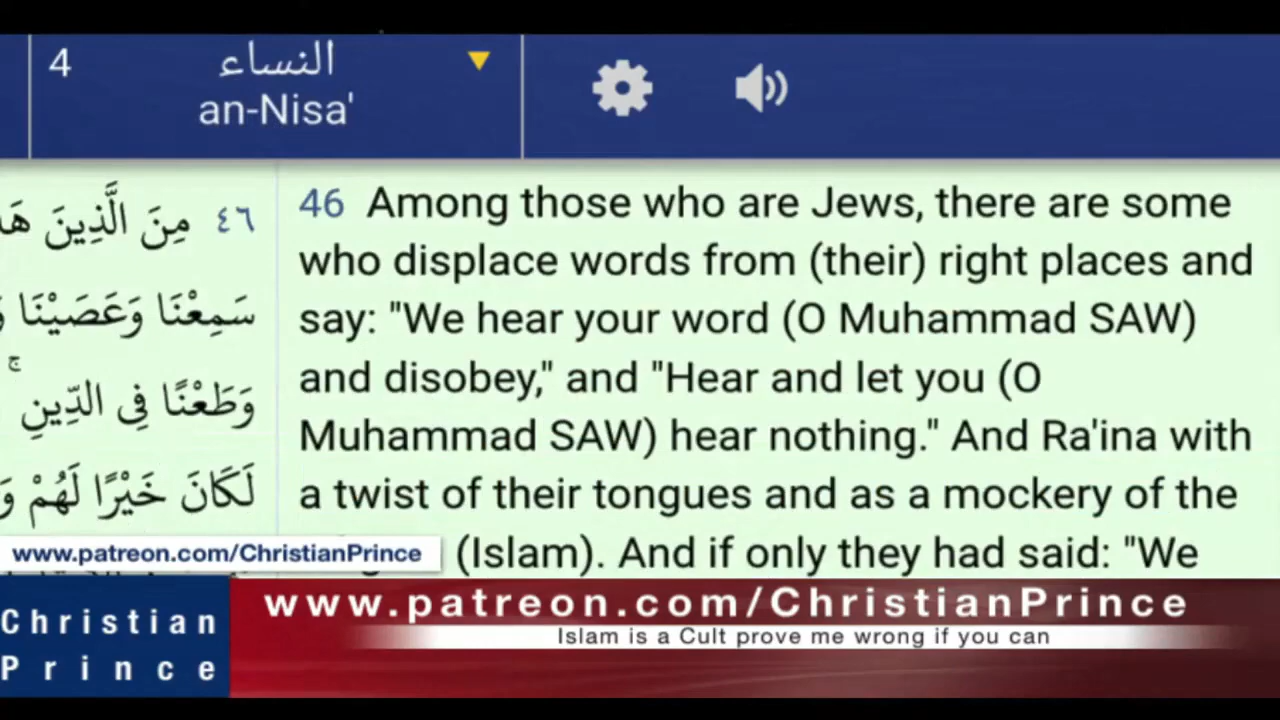 4
النساء
an-Nisa'
٤٦ مِنَ الَّذِينَ
سَمِعْنَا وَعَصَيْنَا
وَطَعْنًا فِى الدِّينِ ۚ
لَكَانَ خَيْرًا لَهُمْ
46 Among those who are Jews, there are some
who displace words from (their) right places and
say: "We hear your word (O Muhammad SAW)
and disobey," and "Hear and let you (O
Muhammad SAW) hear nothing." And Ra'ina with
a twist of their tongues and as a mockery of the
(Islam). And if only they had said: "We
www.patreon.com/ChristianPrince
Christian
Prince
www.patreon.com/ChristianPrince
Islam is a Cult prove me wrong if you can